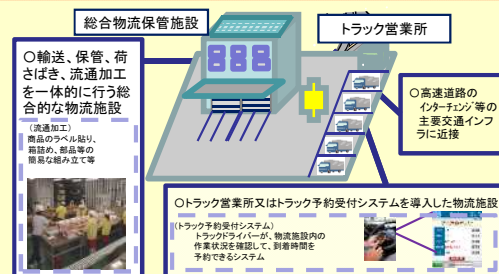 総合物流保管施設
トラック営業所
〇輸送、保管、荷
さばき、流通加工
を一体的に行う総
合的な物流施設
（流通加工）
商品のラベル貼り、
箱詰め、部品等の
簡易な組み立て等
〇高速道路の
インターチェンジ等の
主要交通インフ
ラに近接
〇トラック営業所又はトラック予約受付システムを導入した物流施設
（トラック予約受付システム）
トラックドライバーが、物流施設内の
作業状況を確認して、到着時間を
予約できるシステム